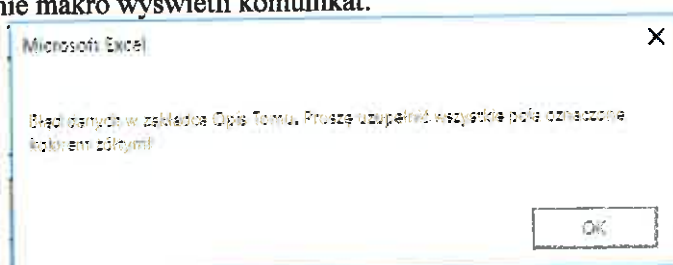 nie makro wyświetli komunikat:
Microsoft Excel
Błąd danych w zakładce Opis Tomu. Proszę uzupełnić wszystkie pola oznaczone
kolorem żółtym!
OK